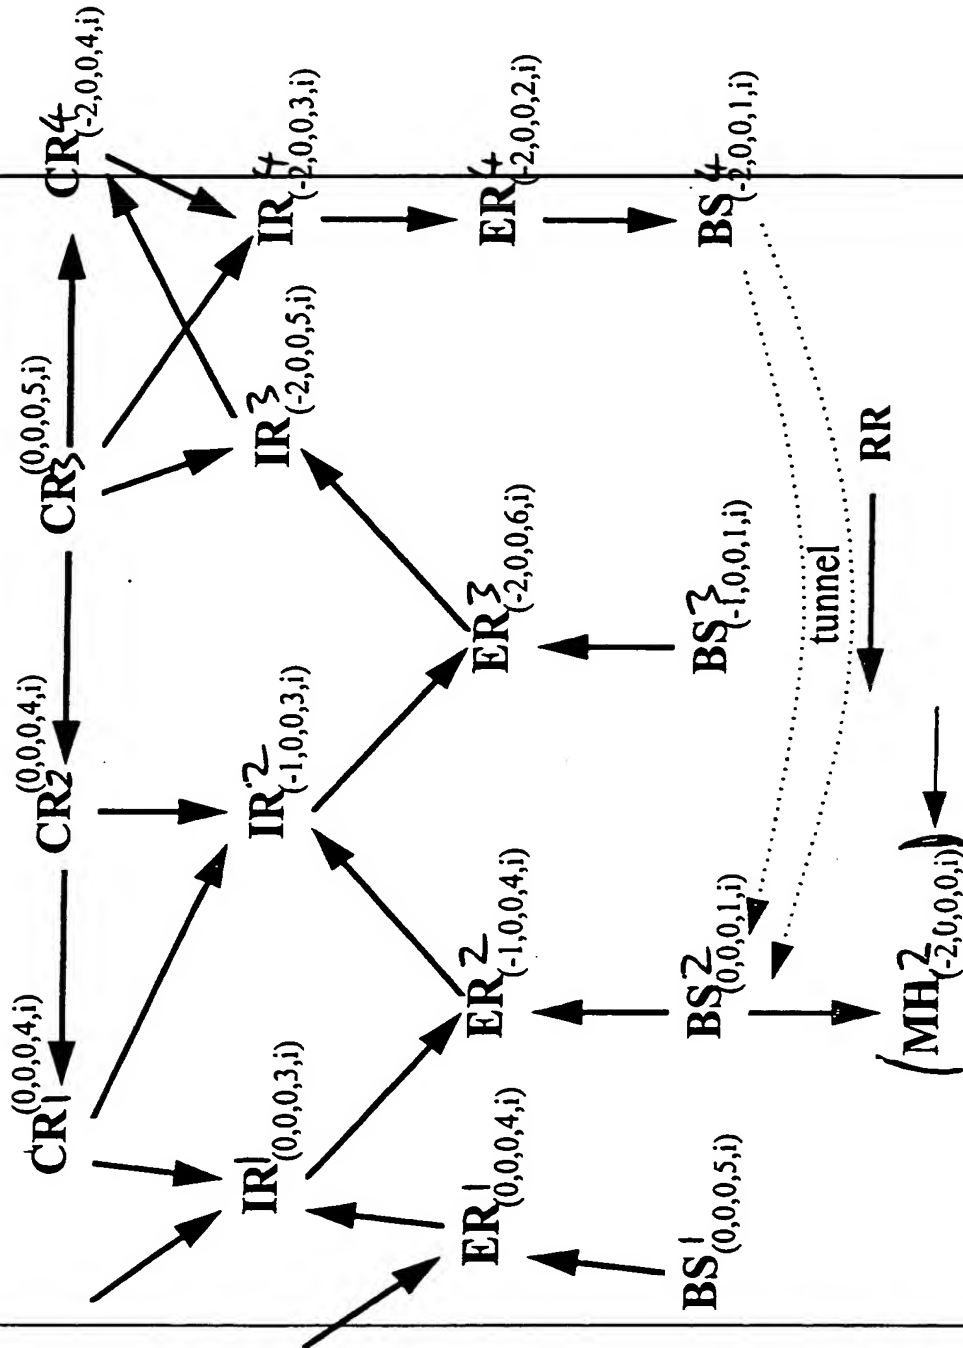 CR1 (0,0,0,4,i)
CR2 (0,0,0,4,i)
CR3 (0,0,0,5,i)
CR4 (-2,0,0,4,i)
IR1 (0,0,0,3,i)
IR2 (-1,0,0,3,i)
IR3 (-2,0,0,5,i)
IR4 (-2,0,0,3,i)
ER1 (0,0,0,4,i)
ER2 (-1,0,0,4,i)
ER3 (-2,0,0,6,i)
ER4 (-2,0,0,2,i)
BS1 (0,0,0,5,i)
BS2 (0,0,0,1,i)
BS3 (-1,0,0,1,i)
BS4 (-2,0,0,1,i)
tunnel
(MH2 (-2,0,0,0,i))
RR